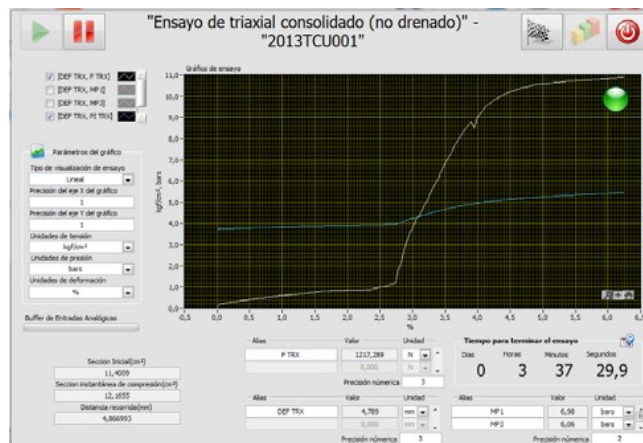 "Ensayo de triaxial consolidado (no drenado)" -
"2013TCU001"
[DEF TRX, F TRX]
[DEF TRX, MP1]
[DEF TRX, MP3]
[DEF TRX, PI TRX]
Parámetros del gráfico
Tipo de visualización de ensayo
Lineal
Precisión del eje X del gráfico
1
Precisión del eje Y del gráfico
1
Unidades de tensión
kgf/cm²
Unidades de presión
bars
Unidades de deformación
%
Buffer de Entradas Analógicas
Seccion Inicial(cm²)
11,4009
Seccion instantánea de compresión(cm²)
12,1655
Distancia recorrida(mm)
4,866993
Gráfico de ensayo
kgf/cm², bars
11,0
10,0
9,0
8,0
7,0
6,0
5,0
4,0
3,0
2,0
1,0
0,0
-0,5 0,0 0,5 1,0 1,5 2,0 2,5 3,0 3,5 4,0 4,5 5,0 5,5 6,0 6,5
%
Alias Valor Unidad
F TRX 1217,289 N
0,000 N
Precisión númerica 3
Alias Valor Unidad
DEF TRX 4,789 mm
0,000 mm
Precisión númerica 3
Tiempo para terminar el ensayo
Dias Horas Minutos Segundos
0 3 37 29,9
Alias Valor Unidad
MP1 6,98 bars
MP3 6,06 bars
Precisión númerica 2